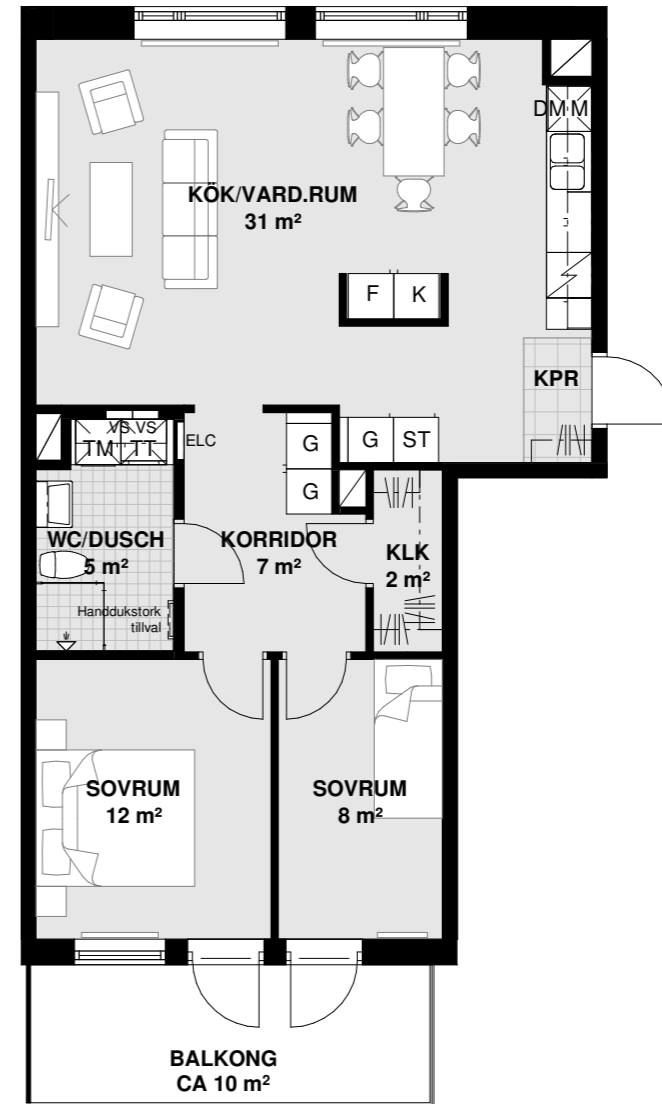 DM M
KÖK/VARD.RUM
31 m²
F K
KPR
VS VS
TM TT
ELC
G
G ST
G
WC/DUSCH
5 m²
KORRIDOR
7 m²
KLK
2 m²
Handdukstork
tillval
SOVRUM
12 m²
SOVRUM
8 m²
BALKONG
CA 10 m²